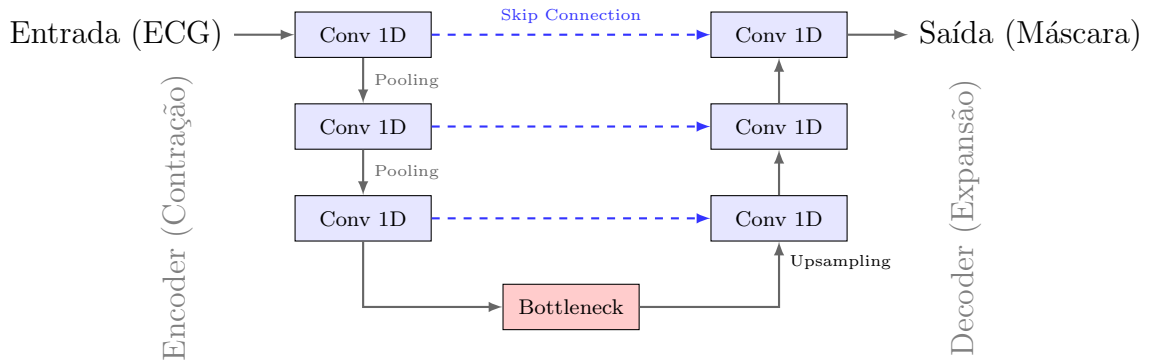 Skip Connection
Entrada (ECG)
Conv 1D
Conv 1D
Saída (Máscara)
Pooling
Encoder (Contração)
Conv 1D
Conv 1D
Decoder (Expansão)
Pooling
Conv 1D
Conv 1D
Upsampling
Bottleneck